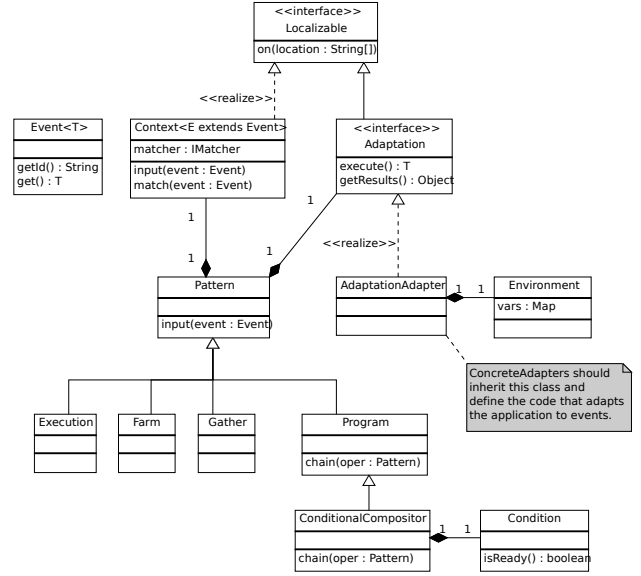 <<interface>>
Localizable
on(location : String[])
<<realize>>
Event<T>
getId() : String
get() : T
Context<E extends Event>
matcher : IMatcher
input(event : Event)
match(event : Event)
<<interface>>
Adaptation
execute() : T
getResults() : Object
1
1
1
1
<<realize>>
Pattern
input(event : Event)
AdaptationAdapter
1
1
Environment
vars : Map
ConcreteAdapters should
inherit this class and
define the code that adapts
the application to events.
Execution
Farm
Gather
Program
chain(oper : Pattern)
ConditionalCompositor
chain(oper : Pattern)
1
1
Condition
isReady() : boolean